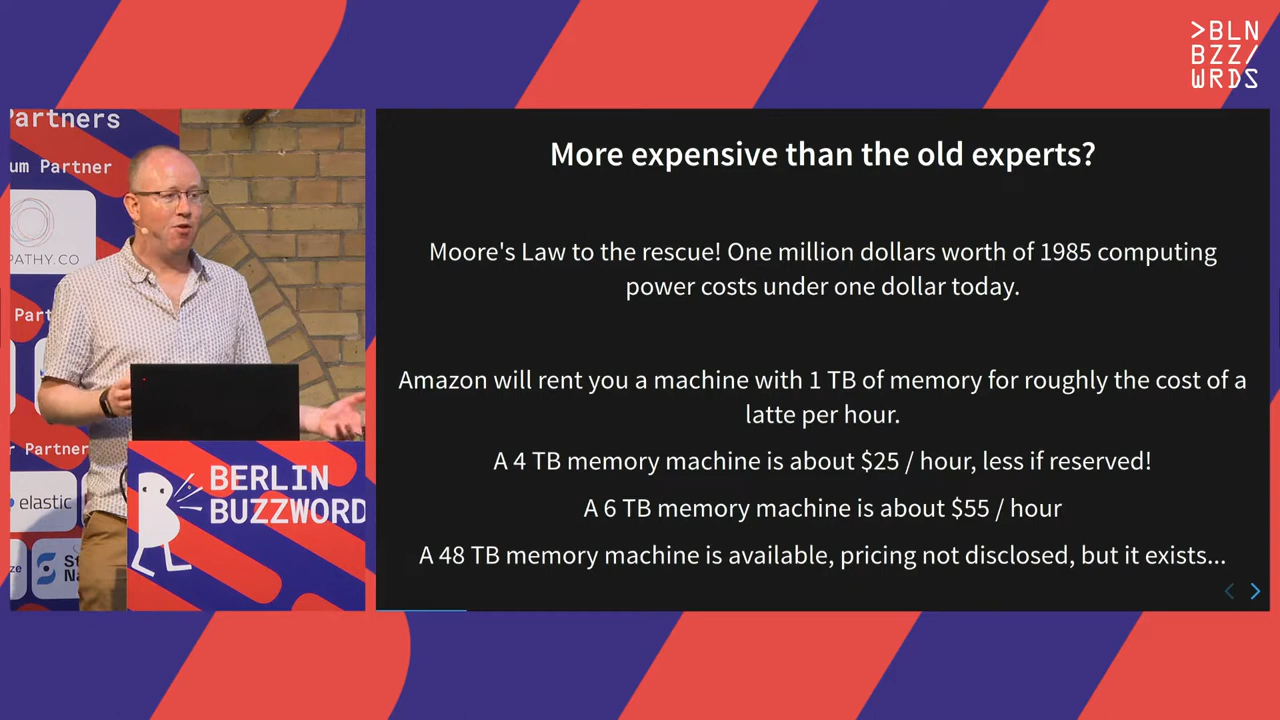 >BLN
BZZ/
WRDS
Partners
um Partner
PATHY.CO
Part
r Partner
elastic
ze
St
Na
BERLIN
BUZZWORD
More expensive than the old experts?
Moore's Law to the rescue! One million dollars worth of 1985 computing
power costs under one dollar today.
Amazon will rent you a machine with 1 TB of memory for roughly the cost of a
latte per hour.
A 4 TB memory machine is about $25 / hour, less if reserved!
A 6 TB memory machine is about $55 / hour
A 48 TB memory machine is available, pricing not disclosed, but it exists...